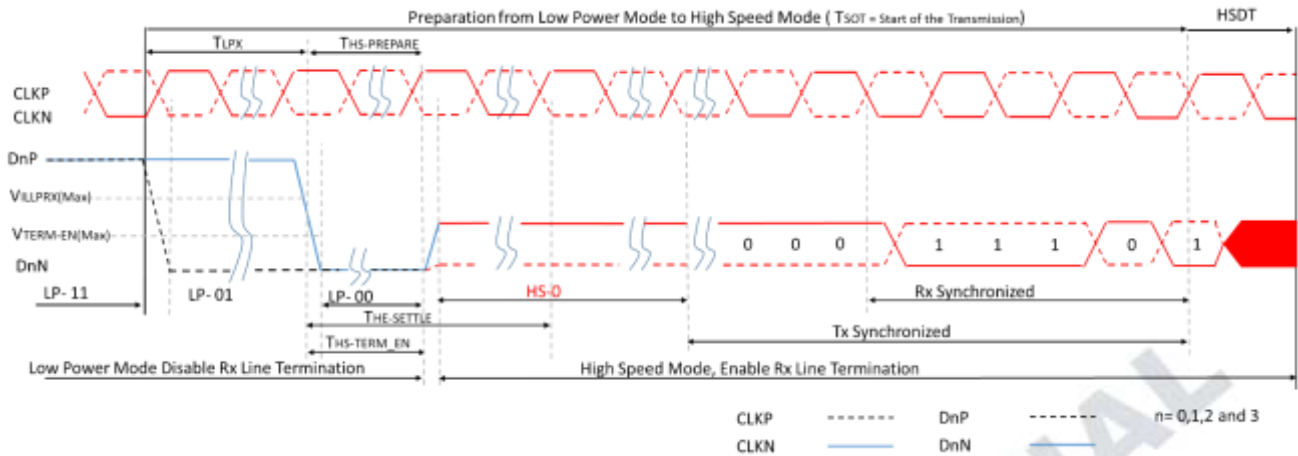 Preparation from Low Power Mode to High Speed Mode ( TSOT = Start of the Transmission) HSDT
TLPX THS-PREPARE
CLKP
CLKN
DnP
VILLPRX(Max)
VTERM-EN(Max)
0 0 0 1 1 1 0 1
DnN
LP- 11 LP- 01 LP- 00 HS-0 Rx Synchronized
THE-SETTLE
Tx Synchronized
THS-TERM_EN
Low Power Mode Disable Rx Line Termination High Speed Mode, Enable Rx Line Termination
CLKP DnP n= 0,1,2 and 3
CLKN DnN